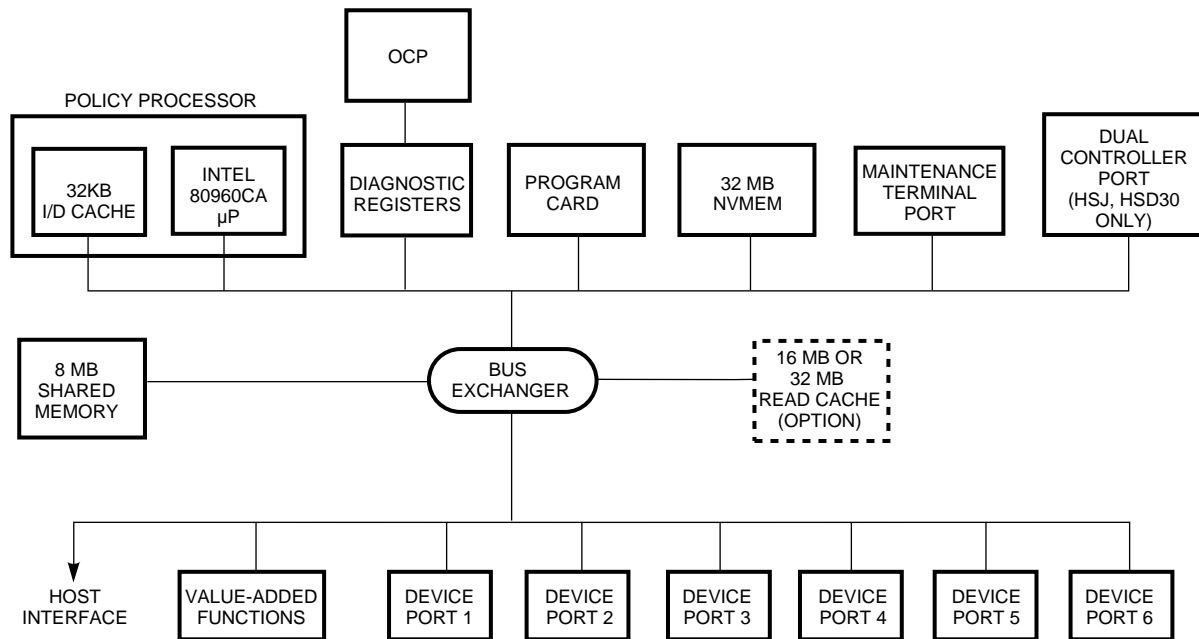 OCP
POLICY PROCESSOR
32KB
I/D CACHE
INTEL
80960CA
µP
DIAGNOSTIC
REGISTERS
PROGRAM
CARD
32 MB
NVMEM
MAINTENANCE
TERMINAL
PORT
DUAL
CONTROLLER
PORT
(HSJ, HSD30
ONLY)
8 MB
SHARED
MEMORY
BUS
EXCHANGER
16 MB OR
32 MB
READ CACHE
(OPTION)
HOST
INTERFACE
VALUE-ADDED
FUNCTIONS
DEVICE
PORT 1
DEVICE
PORT 2
DEVICE
PORT 3
DEVICE
PORT 4
DEVICE
PORT 5
DEVICE
PORT 6